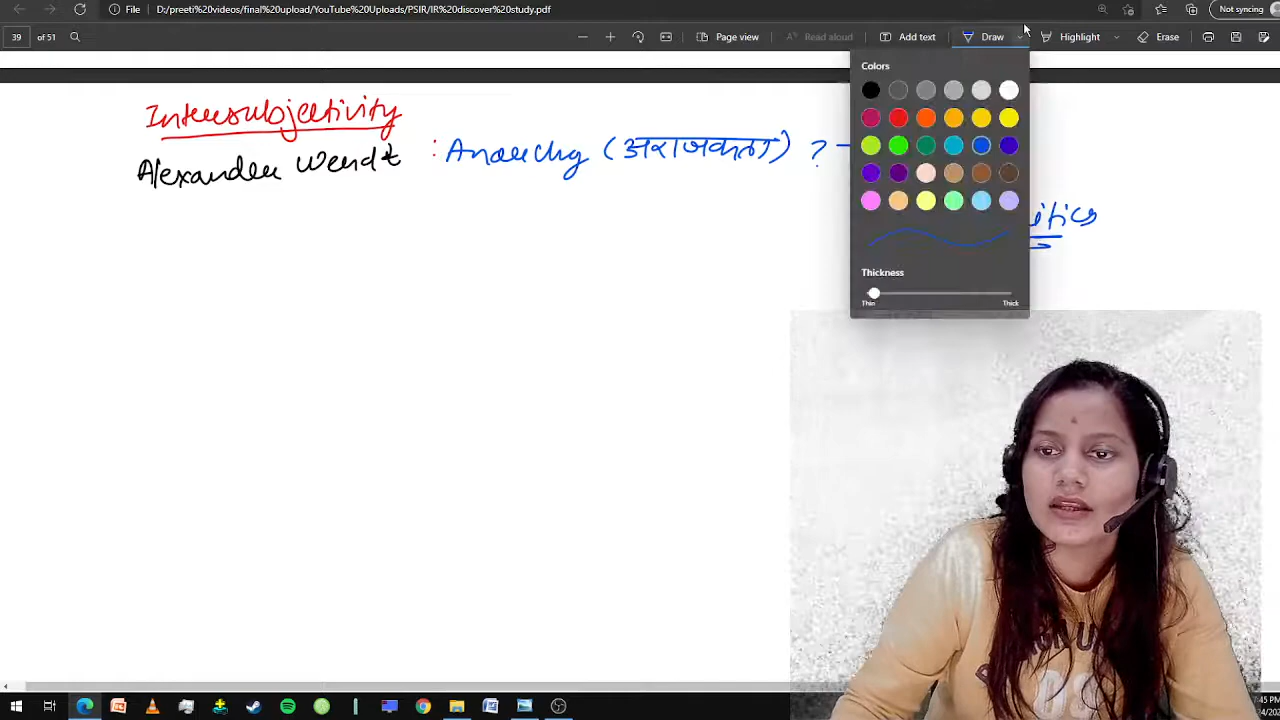 File
D:/preeti%20videos/final%20upload/YouTube%20Uploads/PSIR/IR%20discover%20study.pdf
Not syncing
39 of 51
Page view
Read aloud
Add text
Draw
Highlight
Erase
Colors
Thickness
Thin
Thick
Intersubjectivity
Alexander Wendt : Anarchy (अराजकता) ?
itics